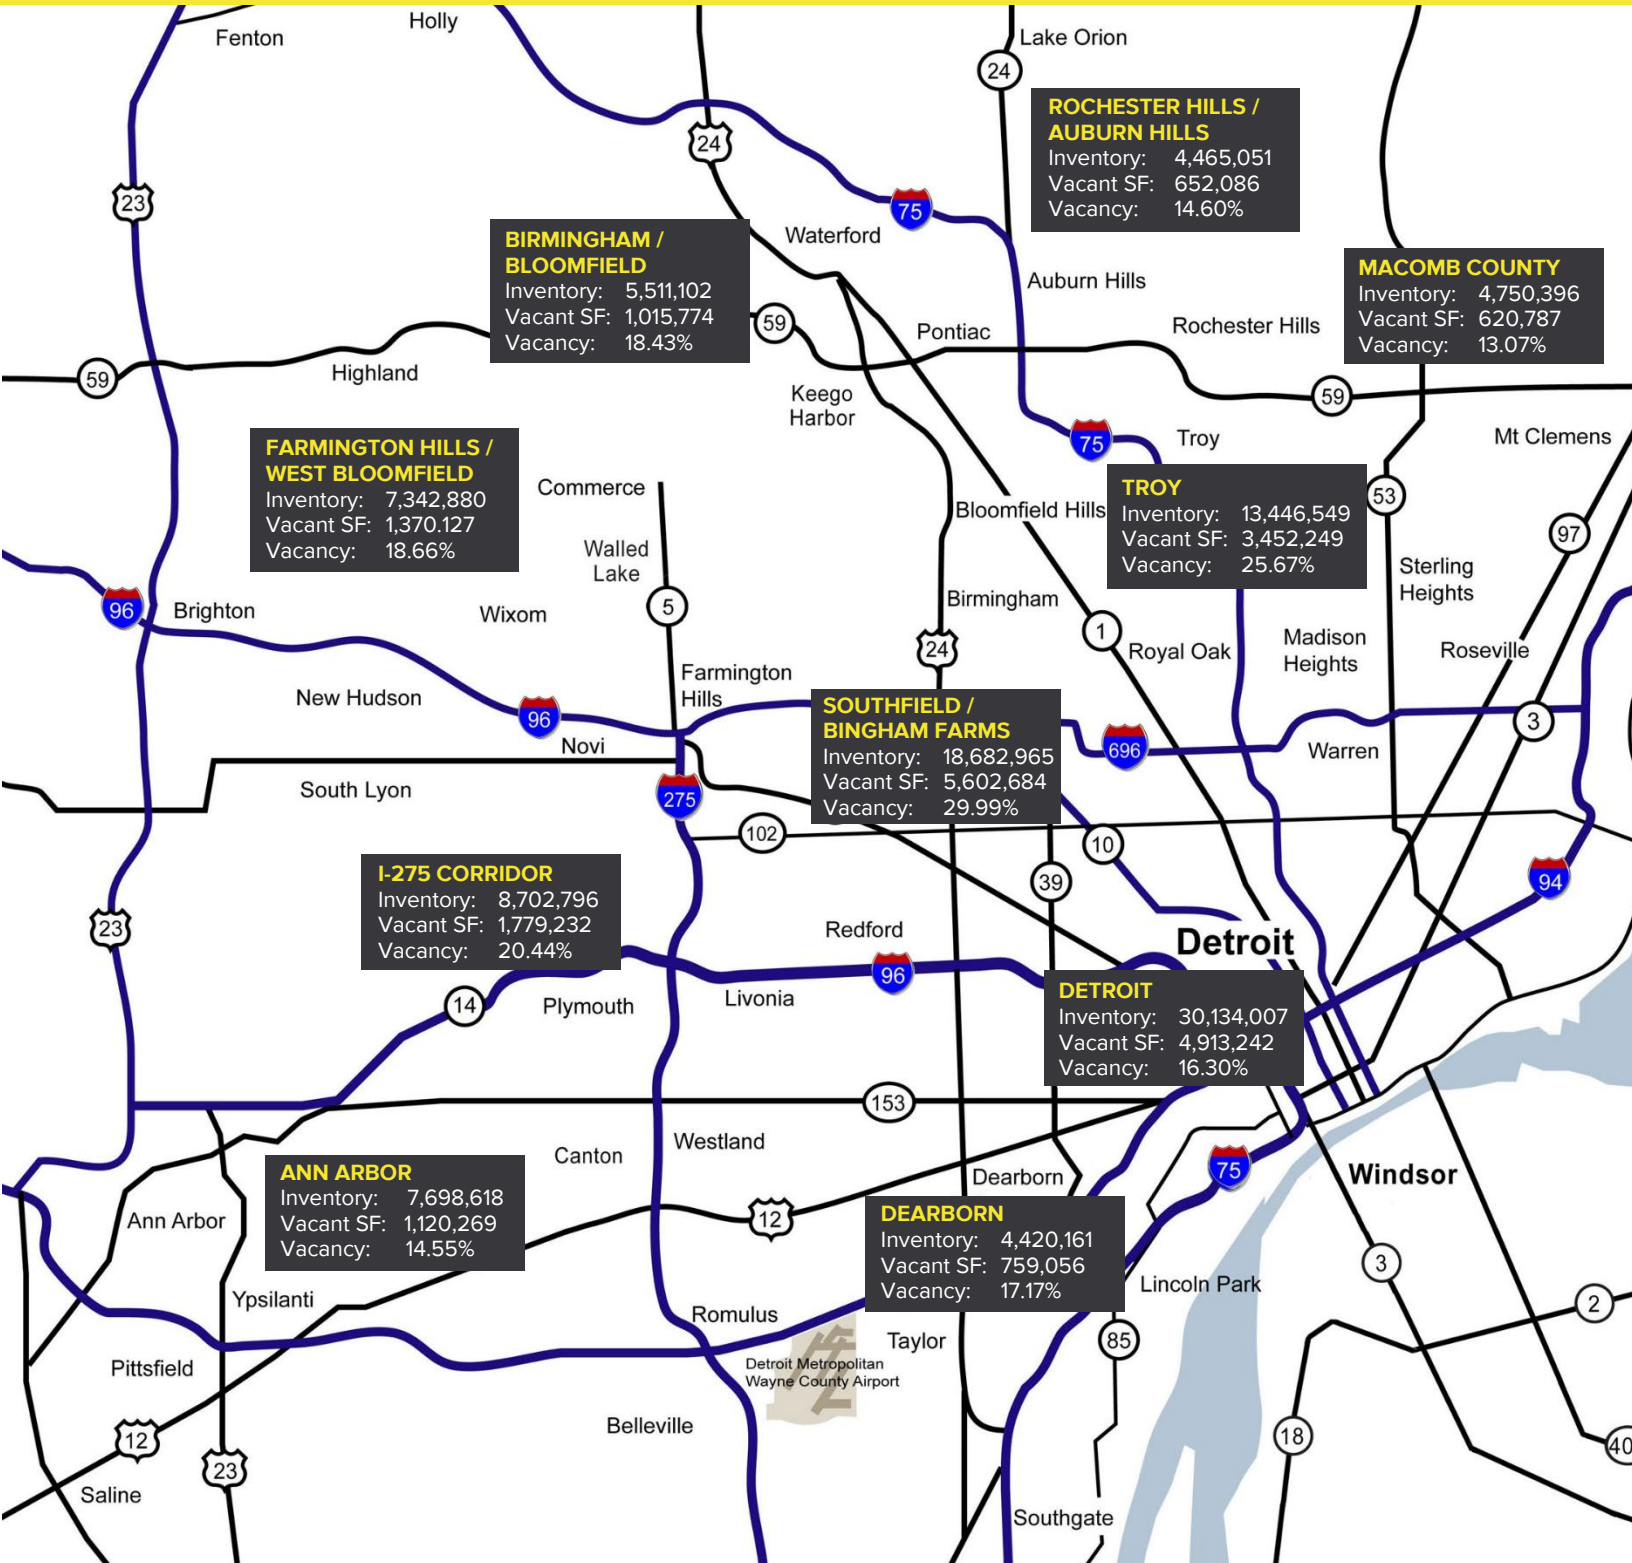 Holly
Fenton
Lake Orion
24
ROCHESTER HILLS /
AUBURN HILLS
Inventory: 4,465,051
Vacant SF: 652,086
Vacancy: 14.60%
24
23
75
Waterford
BIRMINGHAM /
BLOOMFIELD
Inventory: 5,511,102
Vacant SF: 1,015,774
Vacancy: 18.43%
MACOMB COUNTY
Inventory: 4,750,396
Vacant SF: 620,787
Vacancy: 13.07%
Auburn Hills
59
Pontiac
Rochester Hills
59
Highland
Keego
Harbor
59
75
Troy
Mt Clemens
FARMINGTON HILLS /
WEST BLOOMFIELD
Inventory: 7,342,880
Vacant SF: 1,370.127
Vacancy: 18.66%
Commerce
TROY
Inventory: 13,446,549
Vacant SF: 3,452,249
Vacancy: 25.67%
53
Bloomfield Hills
97
Walled
Lake
Sterling
Heights
96
Brighton
Wixom
5
Birmingham
1
24
Royal Oak
Madison
Heights
Roseville
Farmington
Hills
New Hudson
96
SOUTHFIELD /
BINGHAM FARMS
Inventory: 18,682,965
Vacant SF: 5,602,684
Vacancy: 29.99%
3
Novi
696
Warren
South Lyon
275
102
10
I-275 CORRIDOR
Inventory: 8,702,796
Vacant SF: 1,779,232
Vacancy: 20.44%
39
94
23
Redford
Detroit
96
Livonia
14
Plymouth
DETROIT
Inventory: 30,134,007
Vacant SF: 4,913,242
Vacancy: 16.30%
153
Westland
Canton
ANN ARBOR
Inventory: 7,698,618
Vacant SF: 1,120,269
Vacancy: 14.55%
Dearborn
75
Windsor
Ann Arbor
12
DEARBORN
Inventory: 4,420,161
Vacant SF: 759,056
Vacancy: 17.17%
3
Lincoln Park
Ypsilanti
2
Romulus
Taylor
85
Pittsfield
Detroit Metropolitan
Wayne County Airport
Belleville
12
18
40
23
Saline
Southgate